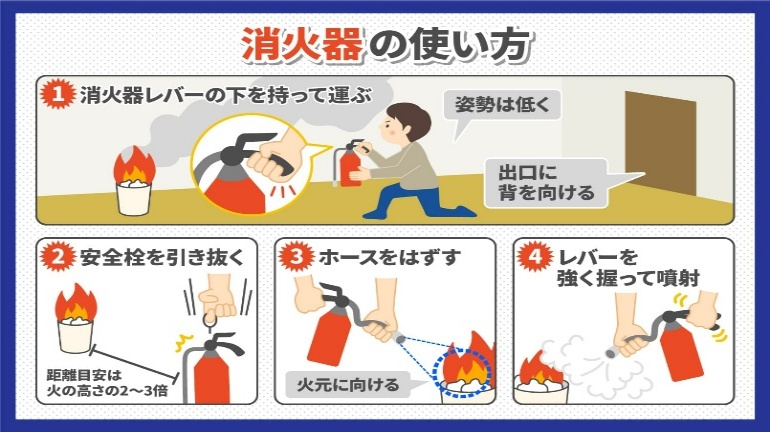 消火器の使い方
1 消火器レバーの下を持って運ぶ
姿勢は低く
出口に
背を向ける
2 安全栓を引き抜く
距離目安は
火の高さの2〜3倍
3 ホースをはずす
火元に向ける
4 レバーを
強く握って噴射